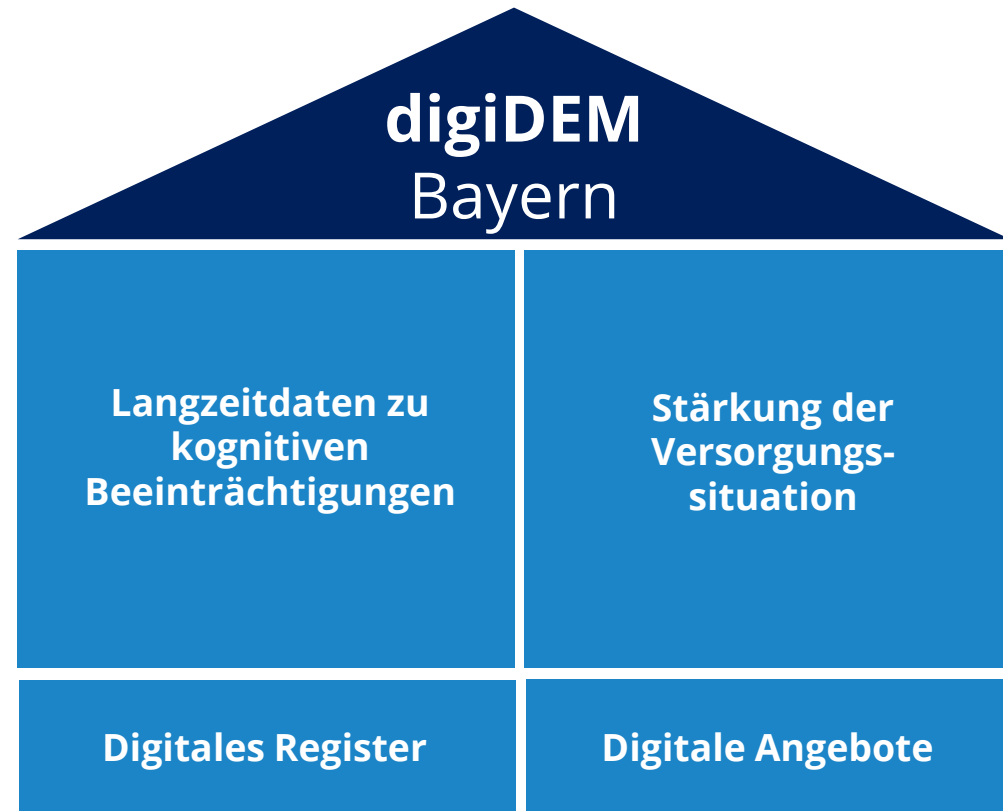 digiDEM
Bayern
Langzeitdaten zu
kognitiven
Beeinträchtigungen
Stärkung der
Versorgungs-
situation
Digitales Register
Digitale Angebote